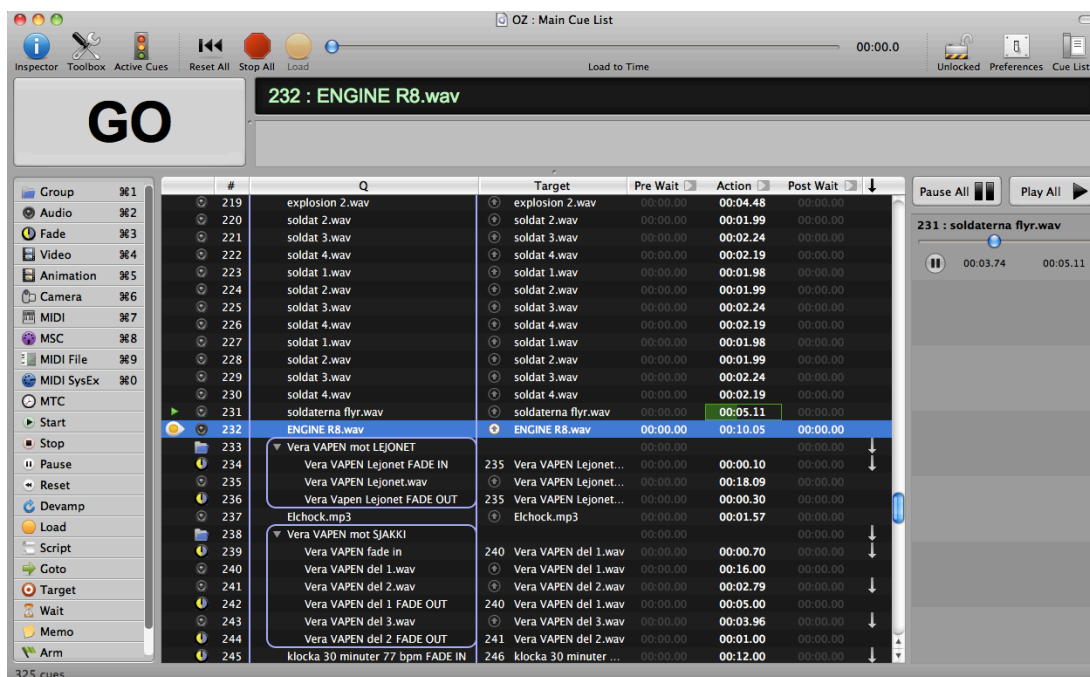 OZ : Main Cue List
Inspector Toolbox Active Cues Reset All Stop All Load Load to Time 00:00.0 Unlocked Preferences Cue List
GO
232 : ENGINE R8.wav
# Q Target Pre Wait Action Post Wait
Group ⌘1
Audio ⌘2
Fade ⌘3
Video ⌘4
Animation ⌘5
Camera ⌘6
MIDI ⌘7
MSC ⌘8
MIDI File ⌘9
MIDI SysEx ⌘0
MTC
Start
Stop
Pause
Reset
Devamp
Load
Script
Goto
Target
Wait
Memo
Arm
219 explosion 2.wav explosion 2.wav 00:00.00 00:04.48 00:00.00
220 soldat 2.wav soldat 2.wav 00:00.00 00:01.99 00:00.00
221 soldat 3.wav soldat 3.wav 00:00.00 00:02.24 00:00.00
222 soldat 4.wav soldat 4.wav 00:00.00 00:02.19 00:00.00
223 soldat 1.wav soldat 1.wav 00:00.00 00:01.98 00:00.00
224 soldat 2.wav soldat 2.wav 00:00.00 00:01.99 00:00.00
225 soldat 3.wav soldat 3.wav 00:00.00 00:02.24 00:00.00
226 soldat 4.wav soldat 4.wav 00:00.00 00:02.19 00:00.00
227 soldat 1.wav soldat 1.wav 00:00.00 00:01.98 00:00.00
228 soldat 2.wav soldat 2.wav 00:00.00 00:01.99 00:00.00
229 soldat 3.wav soldat 3.wav 00:00.00 00:02.24 00:00.00
230 soldat 4.wav soldat 4.wav 00:00.00 00:02.19 00:00.00
231 soldaterna flyr.wav soldaterna flyr.wav 00:00.00 00:05.11 00:00.00
232 ENGINE R8.wav ENGINE R8.wav 00:00.00 00:10.05 00:00.00
233 Vera VAPEN mot LEJONET 00:00.00 00:00.00
234 Vera VAPEN Lejonet FADE IN 235 Vera VAPEN Lejonet... 00:00.00 00:00.10 00:00.00
235 Vera VAPEN Lejonet.wav Vera VAPEN Lejonet... 00:00.00 00:18.09 00:00.00
236 Vera Vapen Lejonet FADE OUT 235 Vera VAPEN Lejonet... 00:00.00 00:00.30 00:00.00
237 Elchock.mp3 Elchock.mp3 00:00.00 00:01.57 00:00.00
238 Vera VAPEN mot SJAKKI 00:00.00 00:00.00
239 Vera VAPEN fade in 240 Vera VAPEN del 1.wav 00:00.00 00:00.70 00:00.00
240 Vera VAPEN del 1.wav Vera VAPEN del 1.wav 00:00.00 00:16.00 00:00.00
241 Vera VAPEN del 2.wav Vera VAPEN del 2.wav 00:00.00 00:02.79 00:00.00
242 Vera VAPEN del 1 FADE OUT 240 Vera VAPEN del 1.wav 00:00.00 00:05.00 00:00.00
243 Vera VAPEN del 3.wav Vera VAPEN del 3.wav 00:00.00 00:03.96 00:00.00
244 Vera VAPEN del 2 FADE OUT 241 Vera VAPEN del 2.wav 00:00.00 00:01.00 00:00.00
245 klocka 30 minuter 77 bpm FADE IN 246 klocka 30 minuter ... 00:00.00 00:12.00 00:00.00
Pause All Play All
231 : soldaterna flyr.wav
00:03.74 00:05.11
325 cues